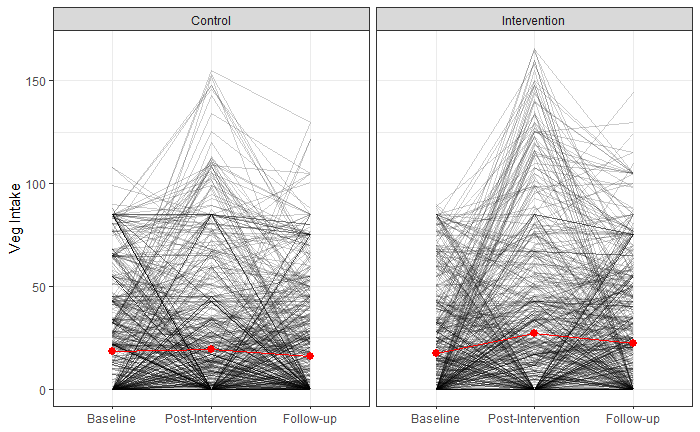 Control
Intervention
Veg Intake
150
100
50
0
Baseline
Post-Intervention
Follow-up
Baseline
Post-Intervention
Follow-up